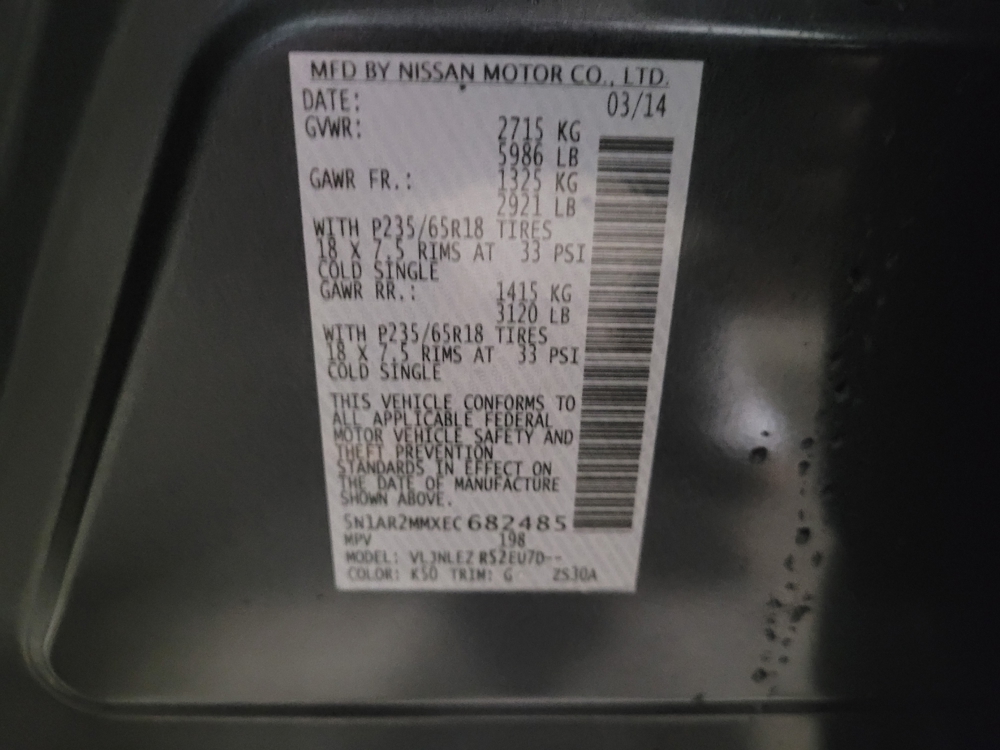 MFD BY NISSAN MOTOR CO., LTD.
DATE: 03/14
GVWR: 2715 KG
5986 LB
GAWR FR.: 1325 KG
2921 LB
WITH P235/65R18 TIRES
18 X 7.5 RIMS AT 33 PSI
COLD SINGLE
GAWR RR.: 1415 KG
3120 LB
WITH P235/65R18 TIRES
18 X 7.5 RIMS AT 33 PSI
COLD SINGLE
THIS VEHICLE CONFORMS TO
ALL APPLICABLE FEDERAL
MOTOR VEHICLE SAFETY AND
THEFT PREVENTION
STANDARDS IN EFFECT ON
THE DATE OF MANUFACTURE
SHOWN ABOVE.
5N1AR2MMXEC682485
MPV 198
MODEL: VLJNLEZ R52EU7D--
COLOR: K50 TRIM: G ZS30A